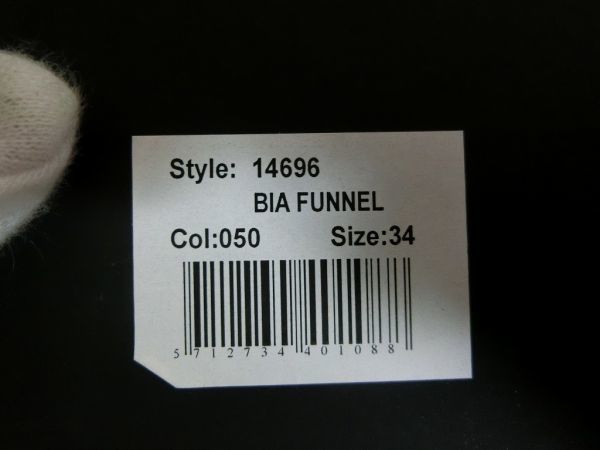 Style: 14696
BIA FUNNEL
Col:050 Size:34
5 712734 401088